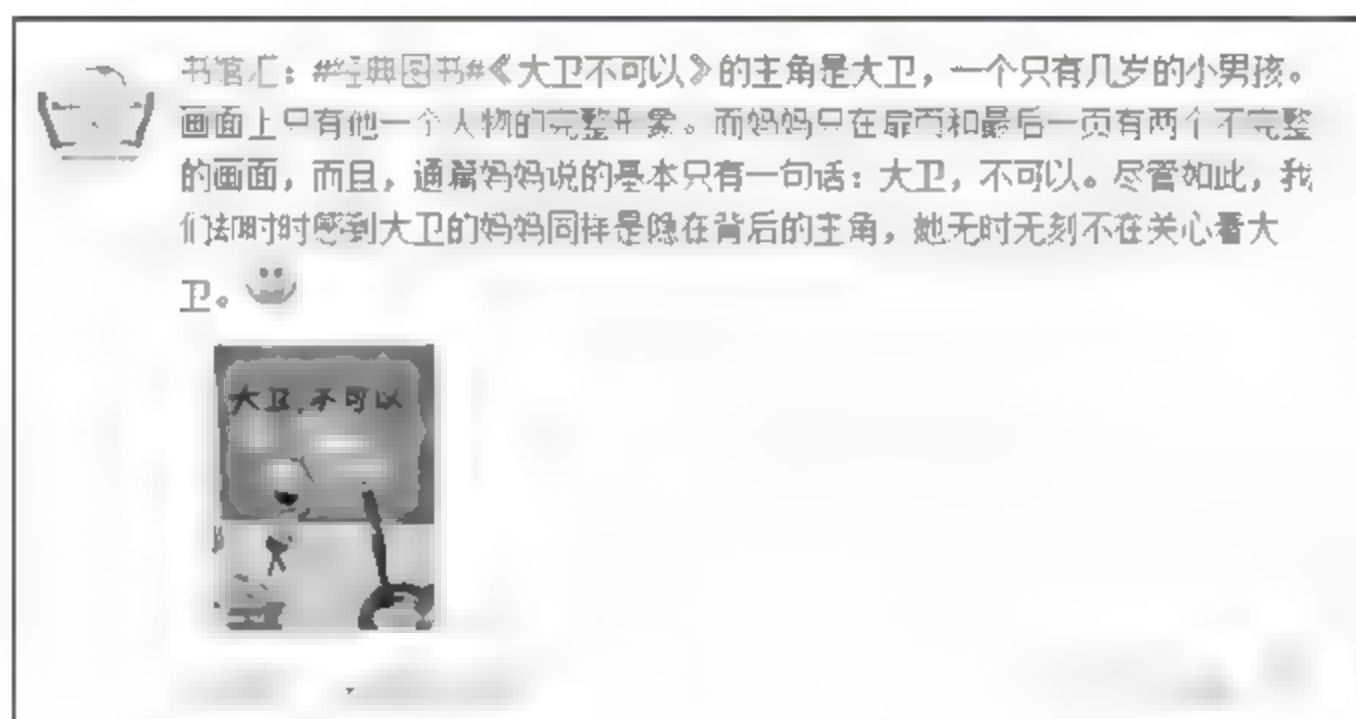 书馆汇：#经典图书#《大卫不可以》的主角是大卫，一个只有几岁的小男孩。
画面上只有他一个人物的完整形象。而妈妈只在扉页和最后一页有两个不完整
的画面，而且，通篇妈妈说的基本只有一句话：大卫，不可以。尽管如此，我
们却时时感到大卫的妈妈同样是隐在背后的主角，她无时无刻不在关心着大
卫。
大卫,不可以